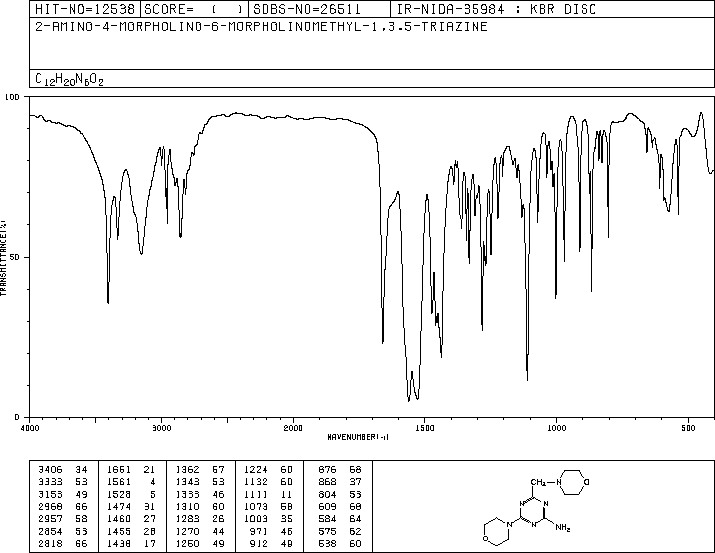 HIT-NO=12538 SCORE= ( ) SDBS-NO=26511 IR-NIDA-35984 : KBR DISC
2-AMINO-4-MORPHOLINO-6-MORPHOLINOMETHYL-1,3,5-TRIAZINE
C12H20N6O2
100
50
0
TRANSMITTANCE(%)
4000 3000 2000 1500 1000 500
WAVENUMBER(-1)
3406 34 1661 21 1362 57 1224 60 876 68
3333 53 1561 4 1343 53 1132 60 868 37
3153 49 1528 5 1333 46 1111 11 804 53
2968 66 1474 31 1310 60 1073 58 609 68
2957 58 1460 27 1283 26 1003 35 584 64
2854 53 1455 28 1270 44 971 46 575 62
2818 66 1438 17 1250 49 912 49 538 60
CH2 N O
N N
N N NH2
O